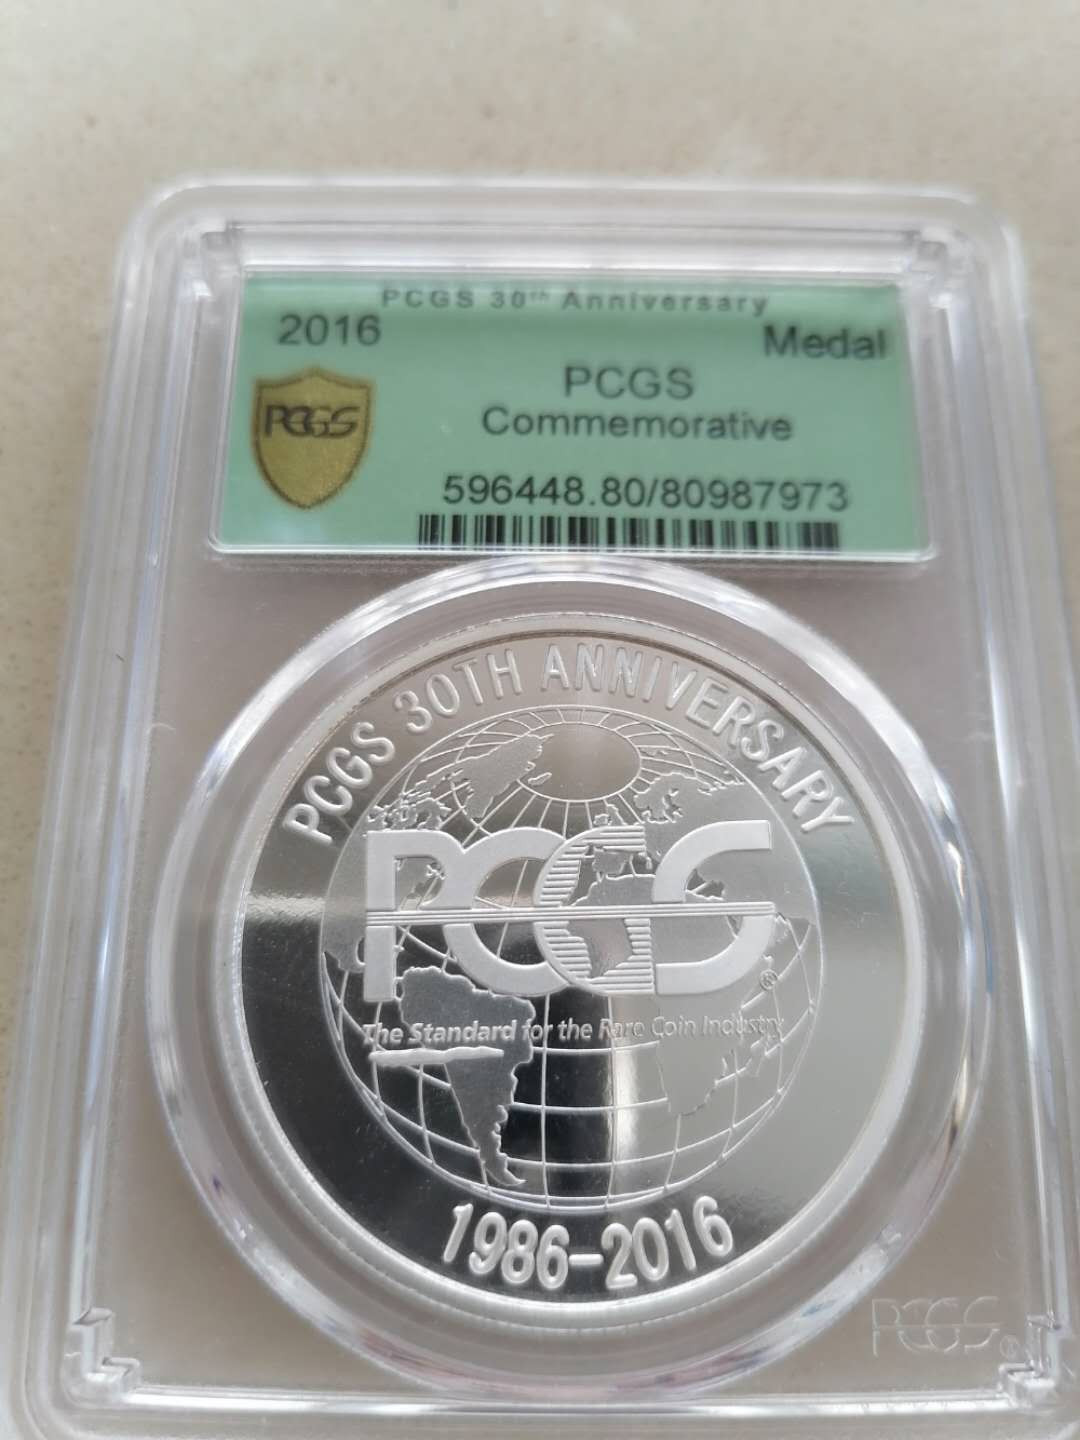 PCGS 30th Anniversary
2016
Medal
PCGS
PCGS
Commemorative
596448.80/80987973
PCGS 30TH ANNIVERSARY
PCGS
®
The Standard for the Rare Coin Industry
1986-2016
PCGS®